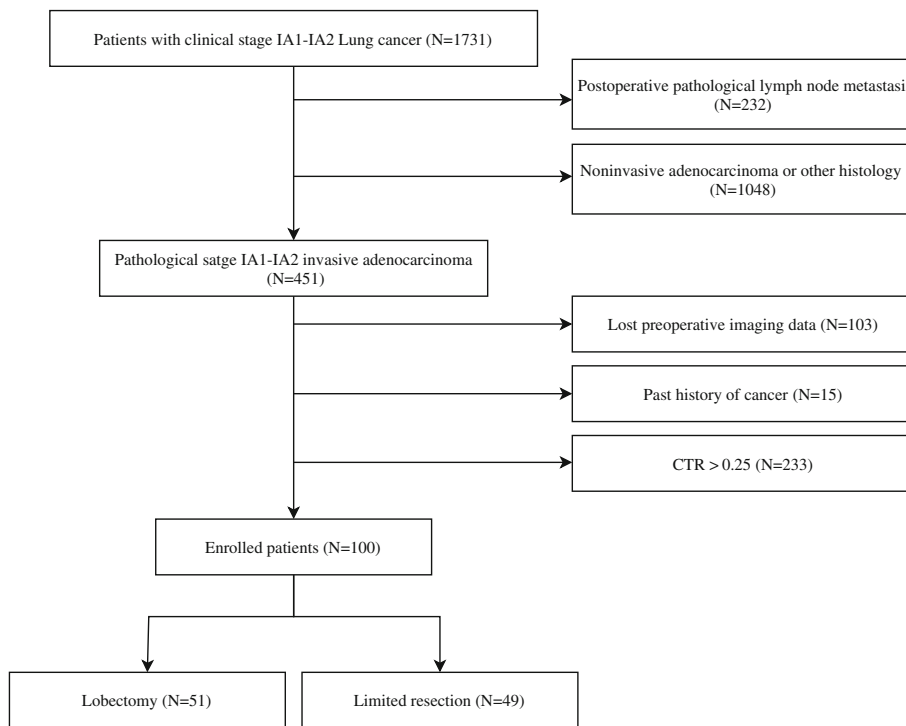 Patients with clinical stage IA1-IA2 Lung cancer (N=1731)
Postoperative pathological lymph node metastasi
(N=232)
Noninvasive adenocarcinoma or other histology
(N=1048)
Pathological satge IA1-IA2 invasive adenocarcinoma
(N=451)
Lost preoperative imaging data (N=103)
Past history of cancer (N=15)
CTR > 0.25 (N=233)
Enrolled patients (N=100)
Lobectomy (N=51)
Limited resection (N=49)